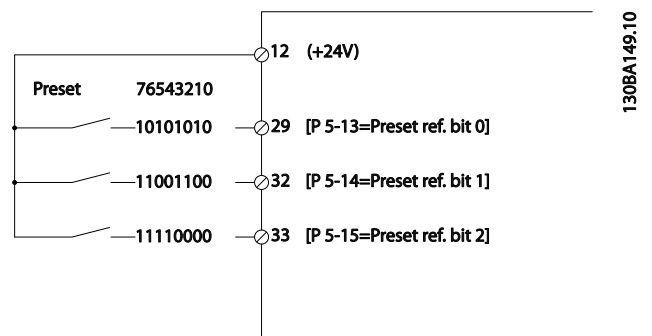 12 (+24V)
Preset 76543210
10101010 29 [P 5-13=Preset ref. bit 0]
11001100 32 [P 5-14=Preset ref. bit 1]
11110000 33 [P 5-15=Preset ref. bit 2]
130BA149.10